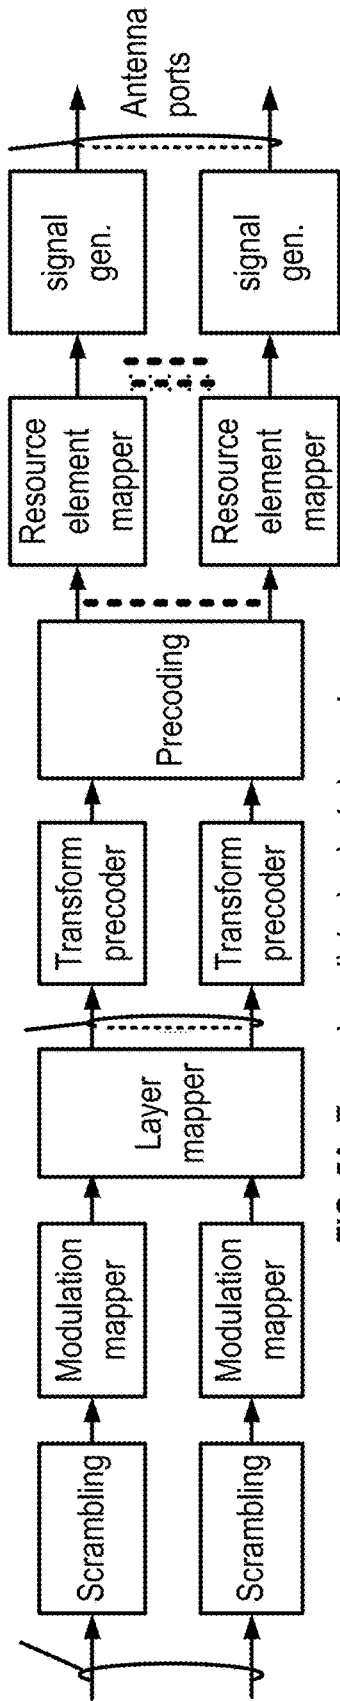 Scrambling
Scrambling
Modulation
mapper
Modulation
mapper
Layer
mapper
Transform
precoder
Transform
precoder
Precoding
Resource
element
mapper
Resource
element
mapper
signal
gen.
signal
gen.
Antenna
ports